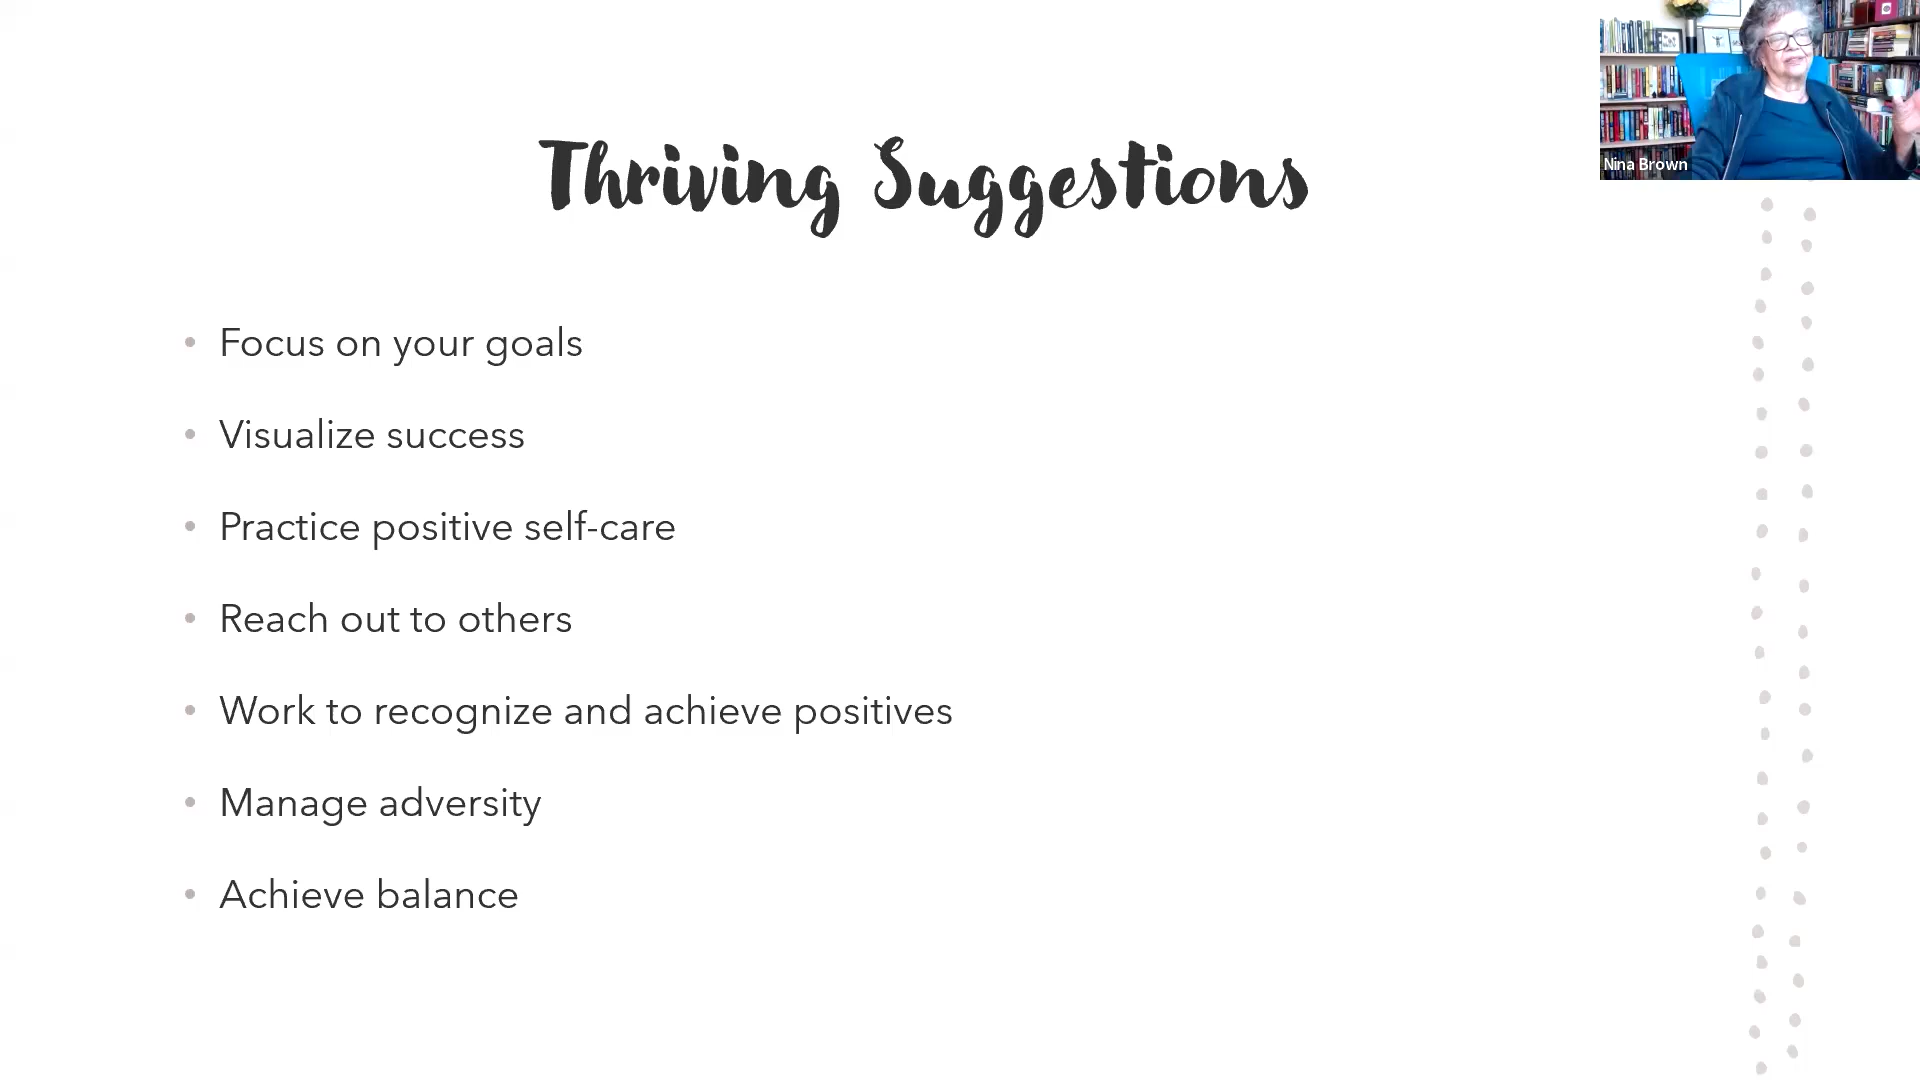 Thriving Suggestions
Nina Brown
• Focus on your goals
• Visualize success
• Practice positive self-care
• Reach out to others
• Work to recognize and achieve positives
• Manage adversity
• Achieve balance